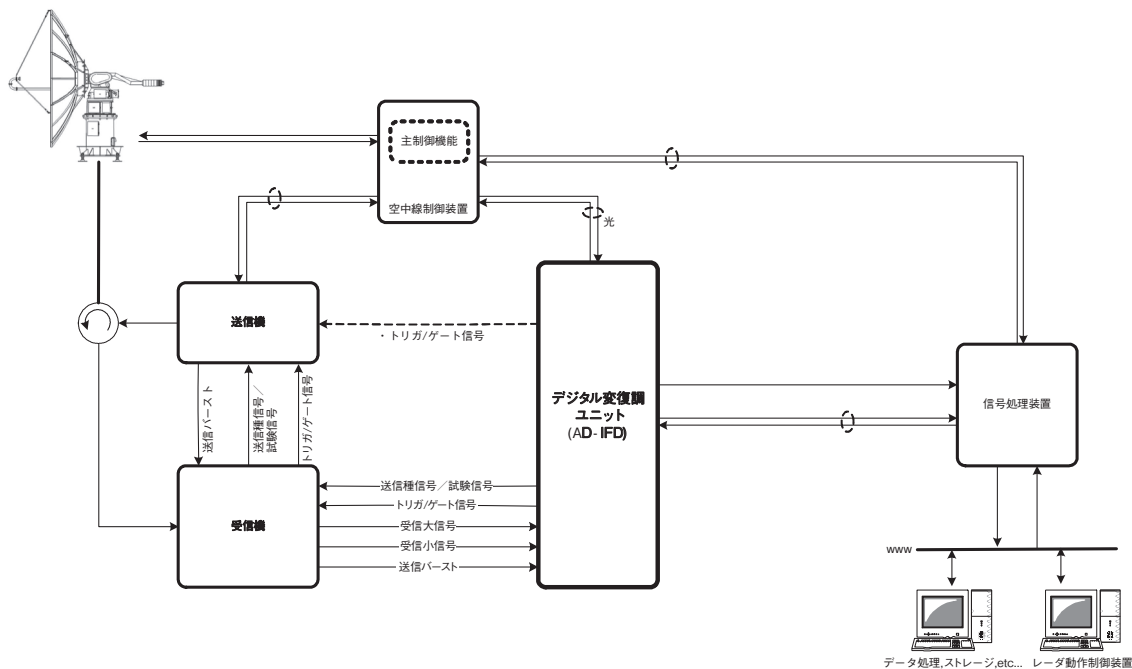 主制御機能
空中線制御装置
光
送信機
・トリガ/ゲート信号
送信バースト
送信種信号／
試験信号
トリガ/ゲート信号
デジタル変復調
ユニット
(AD-IFD)
信号処理装置
受信機
送信種信号／試験信号
トリガ/ゲート信号
受信大信号
受信小信号
送信バースト
www
データ処理,ストレージ,etc...
レーダ動作制御装置